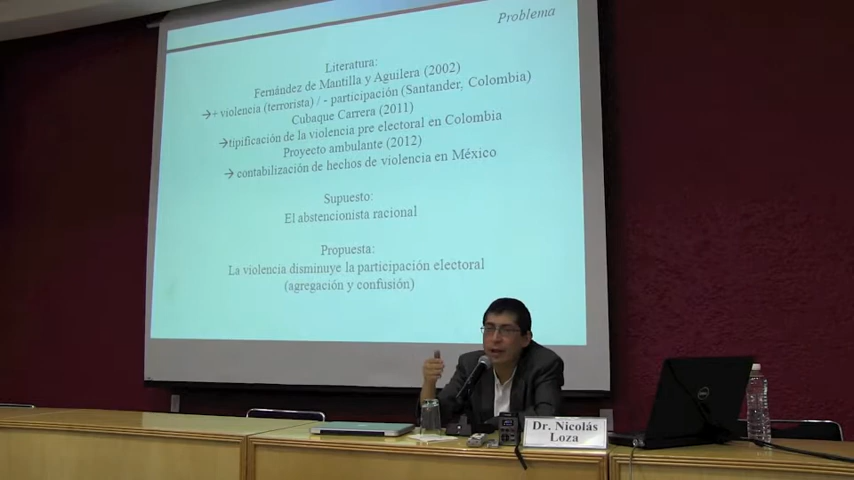 Problema
Literatura:
Fernández de Mantilla y Aguilera (2002)
→+ violencia (terrorista) / - participación (Santander, Colombia)
Cubaque Carrera (2011)
→tipificación de la violencia pre electoral en Colombia
Proyecto ambulante (2012)
→ contabilización de hechos de violencia en México
Supuesto:
El abstencionista racional
Propuesta:
La violencia disminuye la participación electoral
(agregación y confusión)
Dr. Nicolás
Loza
DELL